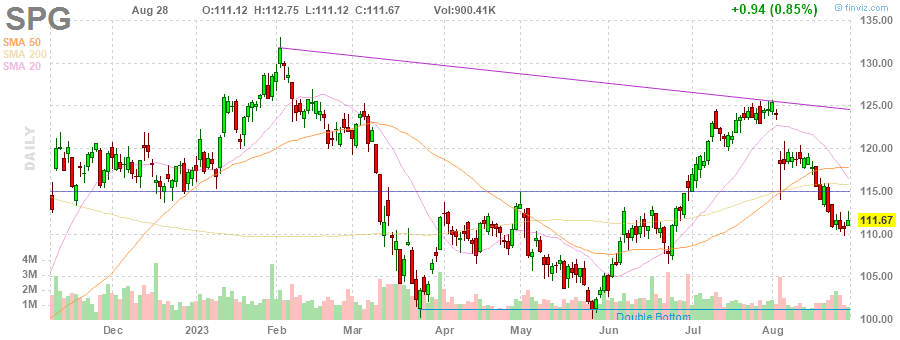 SPG Aug 28 O:111.12 H:112.75 L:111.12 C:111.67 Vol:900.41K +0.94 (0.85%)
© finviz.com
SMA 50
SMA 200
SMA 20
DAILY
135.00
130.00
125.00
120.00
115.00
111.67
110.00
105.00
100.00
4M
3M
2M
1M
Double Bottom
Dec 2023 Feb Mar Apr May Jun Jul Aug